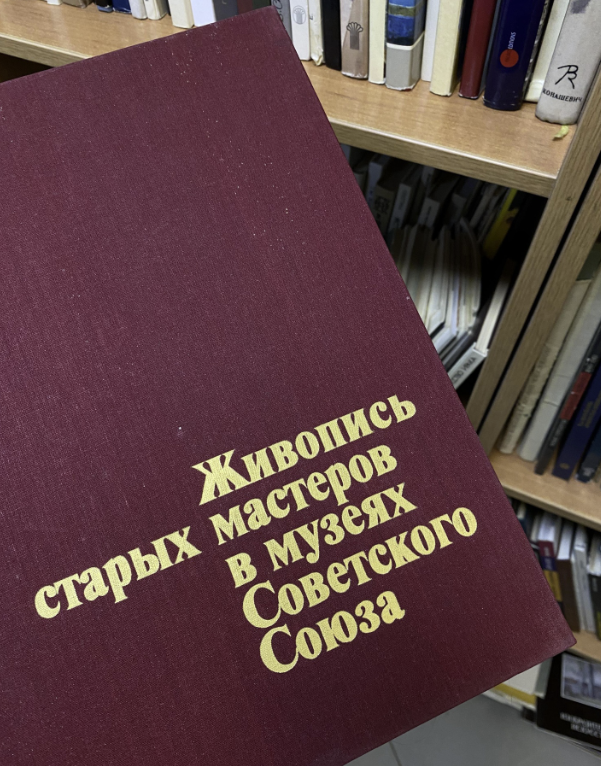 Живопись
старых мастеров
в музеях
Советского
Союза